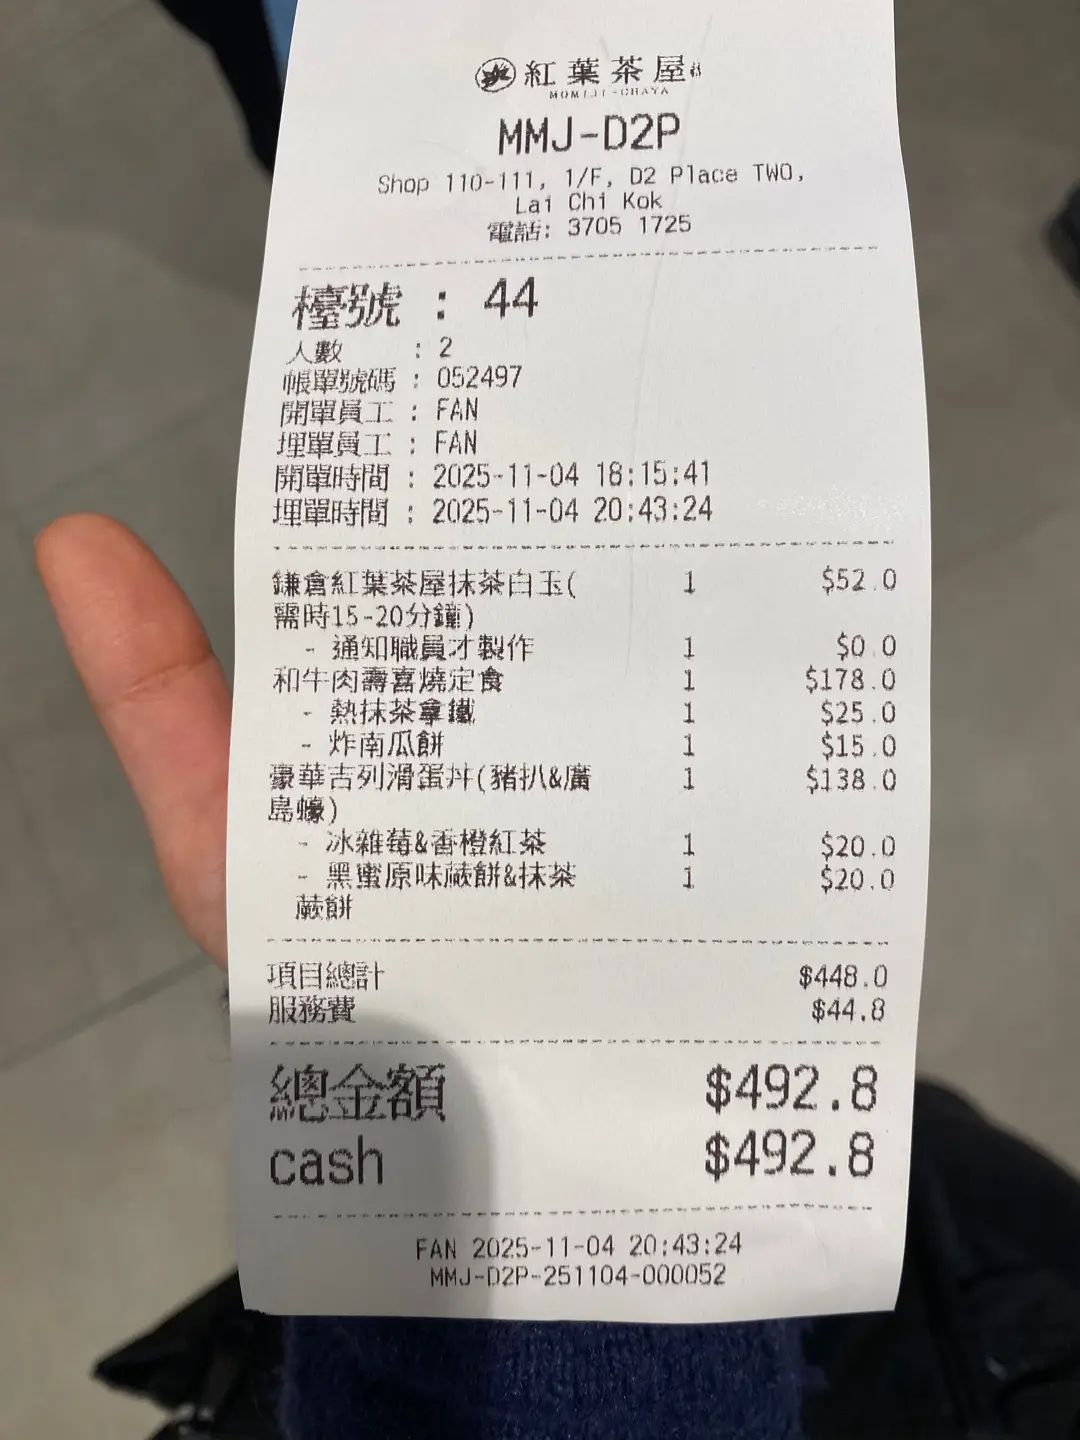 紅葉茶屋
MOMIJI-CHAYA
MMJ-D2P
Shop 110-111, 1/F, D2 Place TWO,
Lai Chi Kok
電話: 3705 1725
檯號 : 44
人數 : 2
帳單號碼 : 052497
開單員工 : FAN
埋單員工 : FAN
開單時間 : 2025-11-04 18:15:41
埋單時間 : 2025-11-04 20:43:24
鎌倉紅葉茶屋抹茶白玉( 1 $52.0
需時15-20分鐘)
- 通知職員才製作 1 $0.0
和牛肉壽喜燒定食 1 $178.0
- 熱抹茶拿鐵 1 $25.0
- 炸南瓜餅 1 $15.0
豪華吉列滑蛋丼(豬扒&廣 1 $138.0
島蠔)
- 冰雜莓&香橙紅茶 1 $20.0
- 黑蜜原味蕨餅&抹茶 1 $20.0
蕨餅
項目總計 $448.0
服務費 $44.8
總金額 $492.8
cash $492.8
FAN 2025-11-04 20:43:24
MMJ-D2P-251104-000052